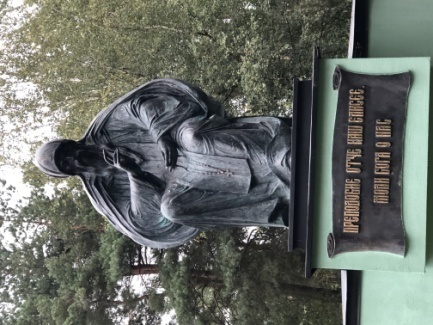 ПРЕПОДОБНЕ ОТЧЕ НАШ ЕЛИСЕЕ
МОЛИ БОГА О НАС